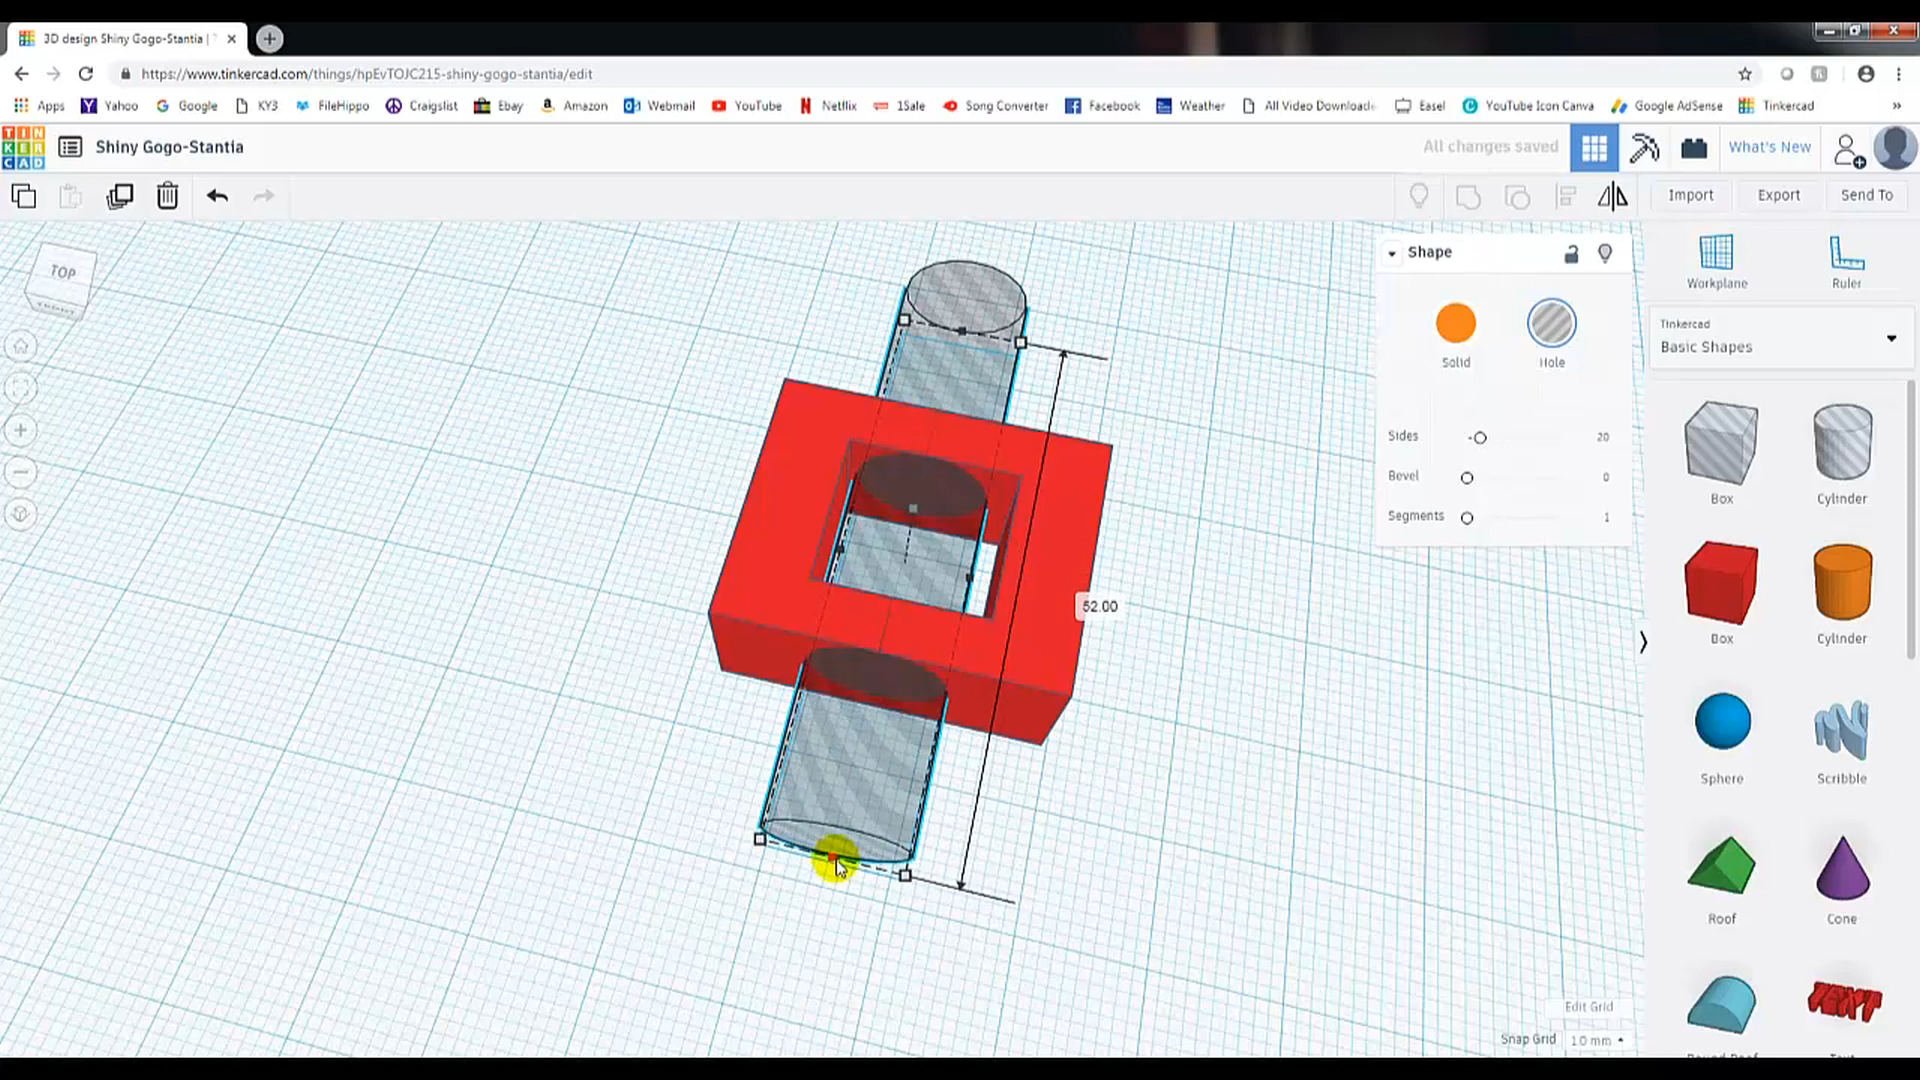 3D design Shiny Gogo-Stantia | T
https://www.tinkercad.com/things/hpEvTOJC215-shiny-gogo-stantia/edit
Apps Yahoo Google KY3 FileHippo Craigslist Ebay Amazon Webmail YouTube Netflix 1Sale Song Converter Facebook Weather All Video Downloade Easel YouTube Icon Canva Google AdSense Tinkercad »
TIN
KER
CAD
Shiny Gogo-Stantia
All changes saved
What's New
Import Export Send To
TOP
Shape
Solid Hole
Sides 20
Bevel 0
Segments 1
52.00
Workplane Ruler
Tinkercad
Basic Shapes
Box Cylinder
Box Cylinder
Sphere Scribble
Roof Cone
TEXT
Edit Grid
Snap Grid 1.0 mm